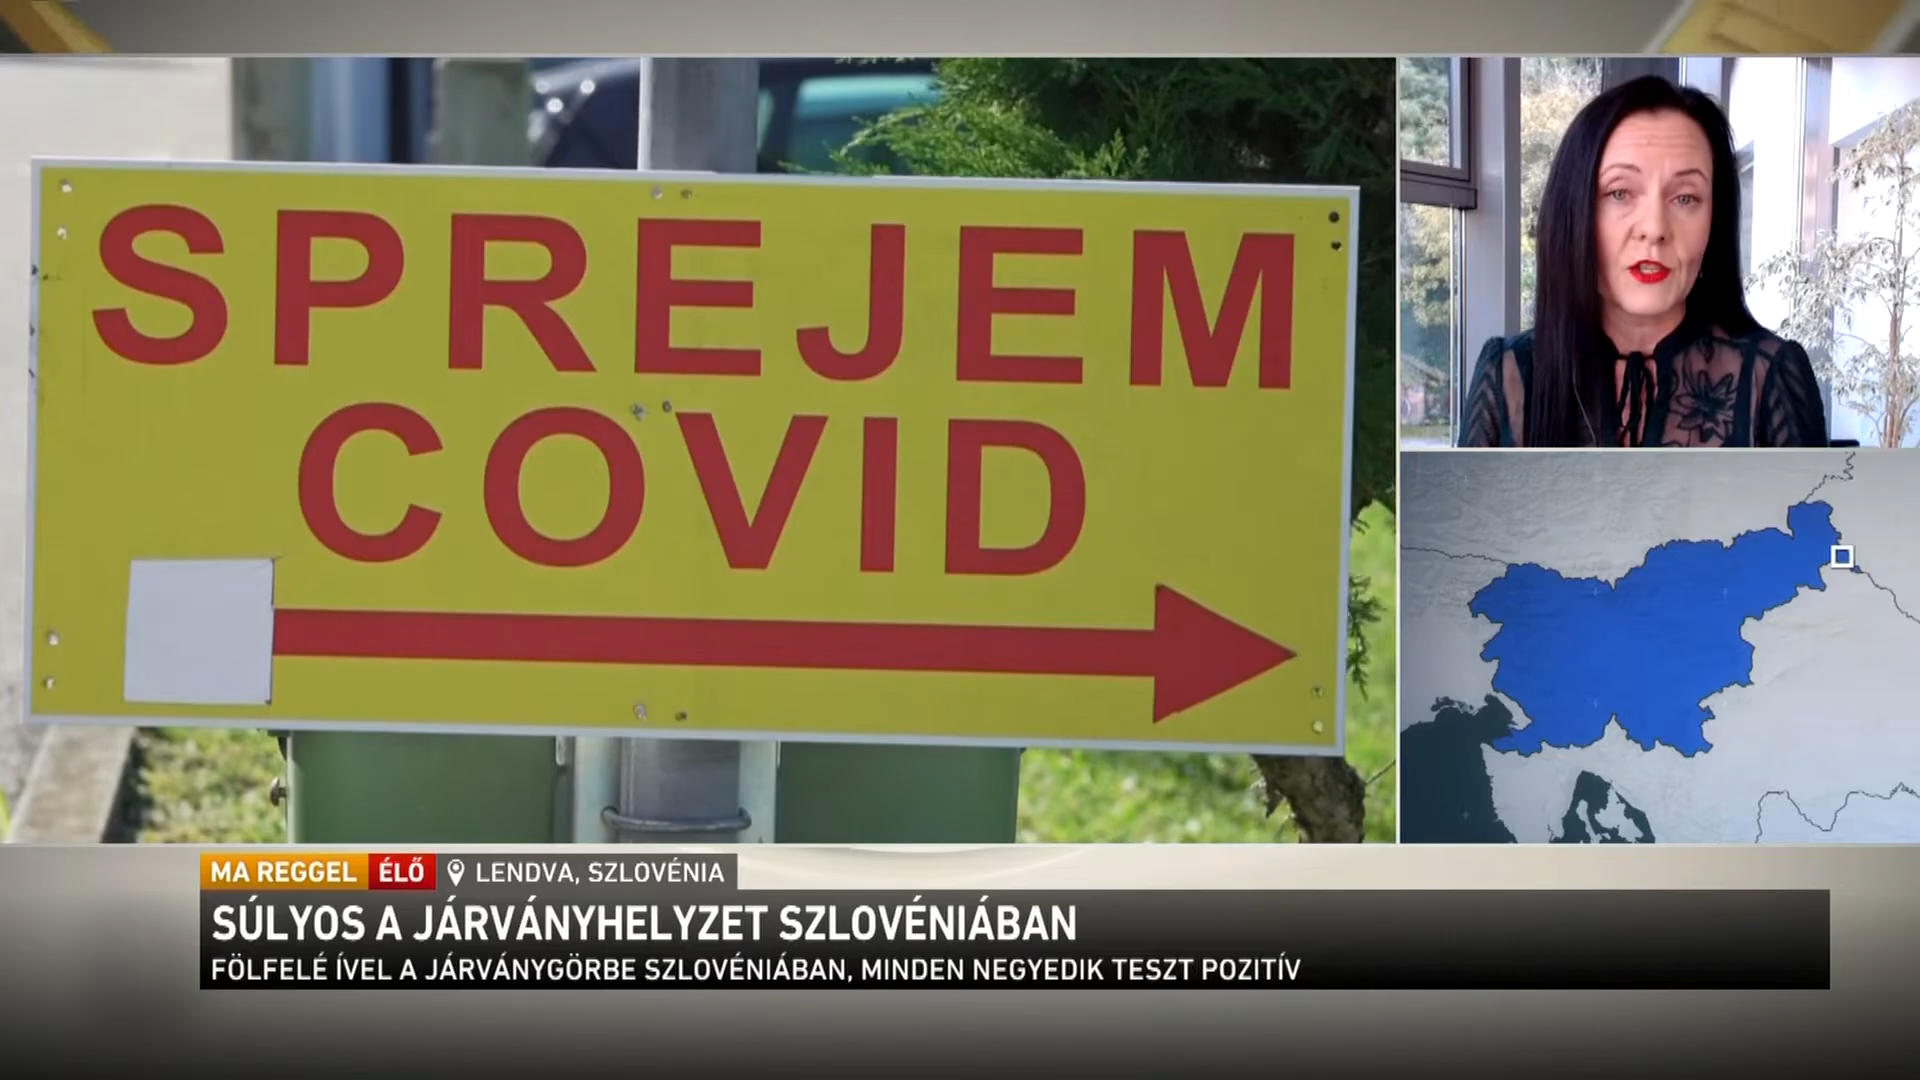 SPREJEM
COVID
MA REGGEL ÉLŐ LENDVA, SZLOVÉNIA
SÚLYOS A JÁRVÁNYHELYZET SZLOVÉNIÁBAN
FÖLFELÉ ÍVEL A JÁRVÁNYGÖRBE SZLOVÉNIÁBAN, MINDEN NEGYEDIK TESZT POZITÍV